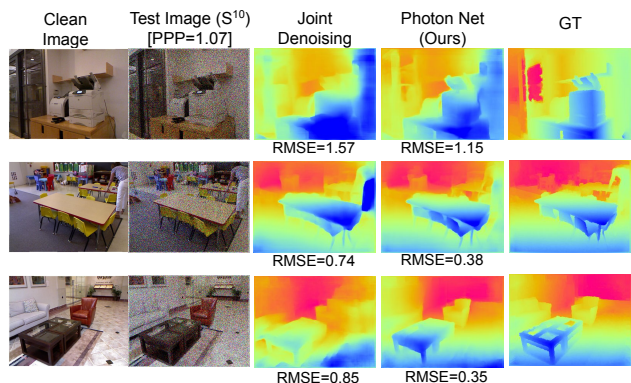 Clean Image
Test Image (S¹⁰) [PPP=1.07]
Joint Denoising
Photon Net (Ours)
GT
RMSE=1.57
RMSE=1.15
RMSE=0.74
RMSE=0.38
RMSE=0.85
RMSE=0.35